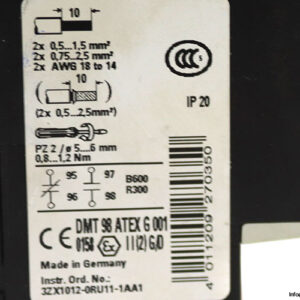 10
2x 0,5...1,5 mm²
2x 0,75...2,5 mm²
2x AWG 18 to 14
10
(2x 0,5...2,5mm²)
PZ 2 / ø 5...6 mm
0,8...1,2 Nm
CCC S
IP 20
95 97 B600
96 98 R300
DMT 98 ATEX G 001
CE 0158 Ex II (2) G/D
Made in Germany
Instr. Ord. No.:
3ZX1012-0RU11-1AA1
4 011209 270350